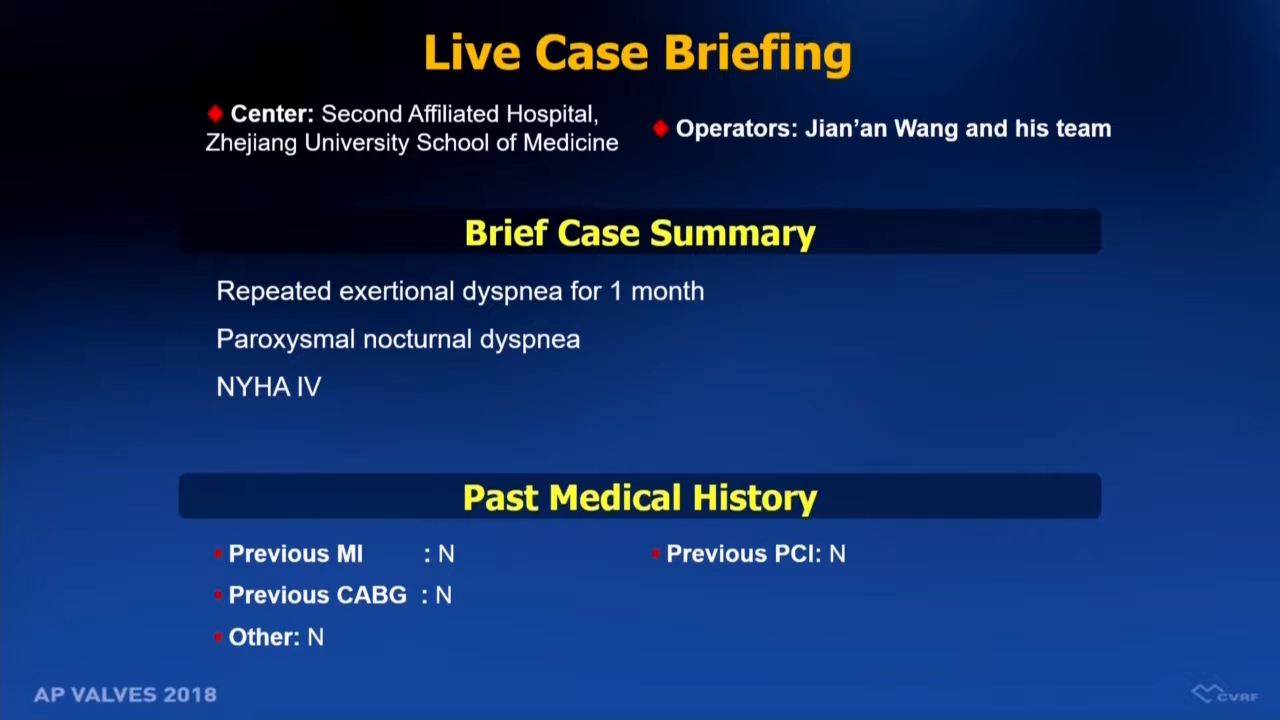 Live Case Briefing
Center: Second Affiliated Hospital,
Zhejiang University School of Medicine
Operators: Jian’an Wang and his team
Brief Case Summary
Repeated exertional dyspnea for 1 month
Paroxysmal nocturnal dyspnea
NYHA IV
Past Medical History
Previous MI : N
Previous PCI: N
Previous CABG : N
Other: N
AP VALVES 2018
CVRF